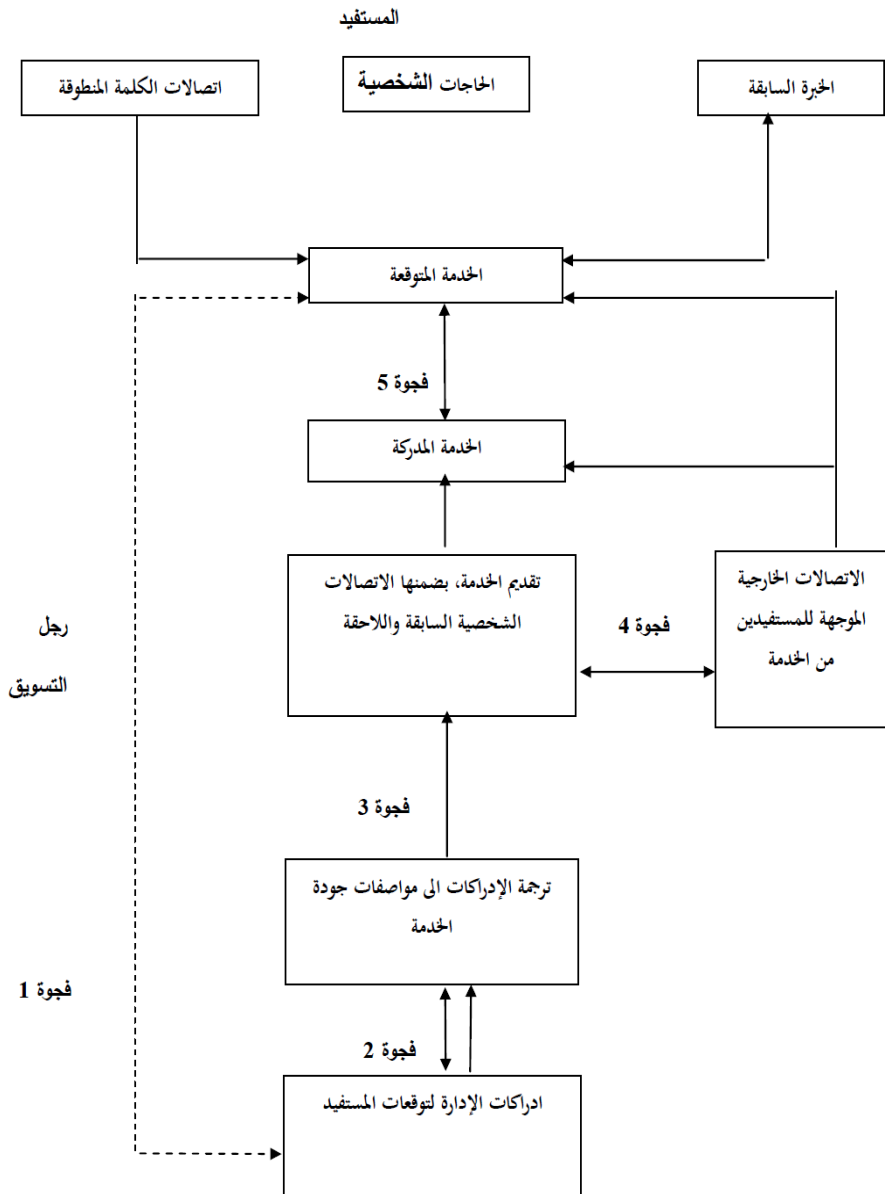 المستفيد
الخبرة السابقة
الحاجات الشخصية
اتصالات الكلمة المنطوقة
الخدمة المتوقعة
فجوة 5
الخدمة المدركة
الاتصالات الخارجية
الموجهة للمستفيدين
من الخدمة
فجوة 4
تقديم الخدمة، بضمنها الاتصالات
الشخصية السابقة واللاحقة
رجل
التسويق
فجوة 3
ترجمة الإدراكات الى مواصفات جودة
الخدمة
فجوة 1
فجوة 2
ادراكات الإدارة لتوقعات المستفيد